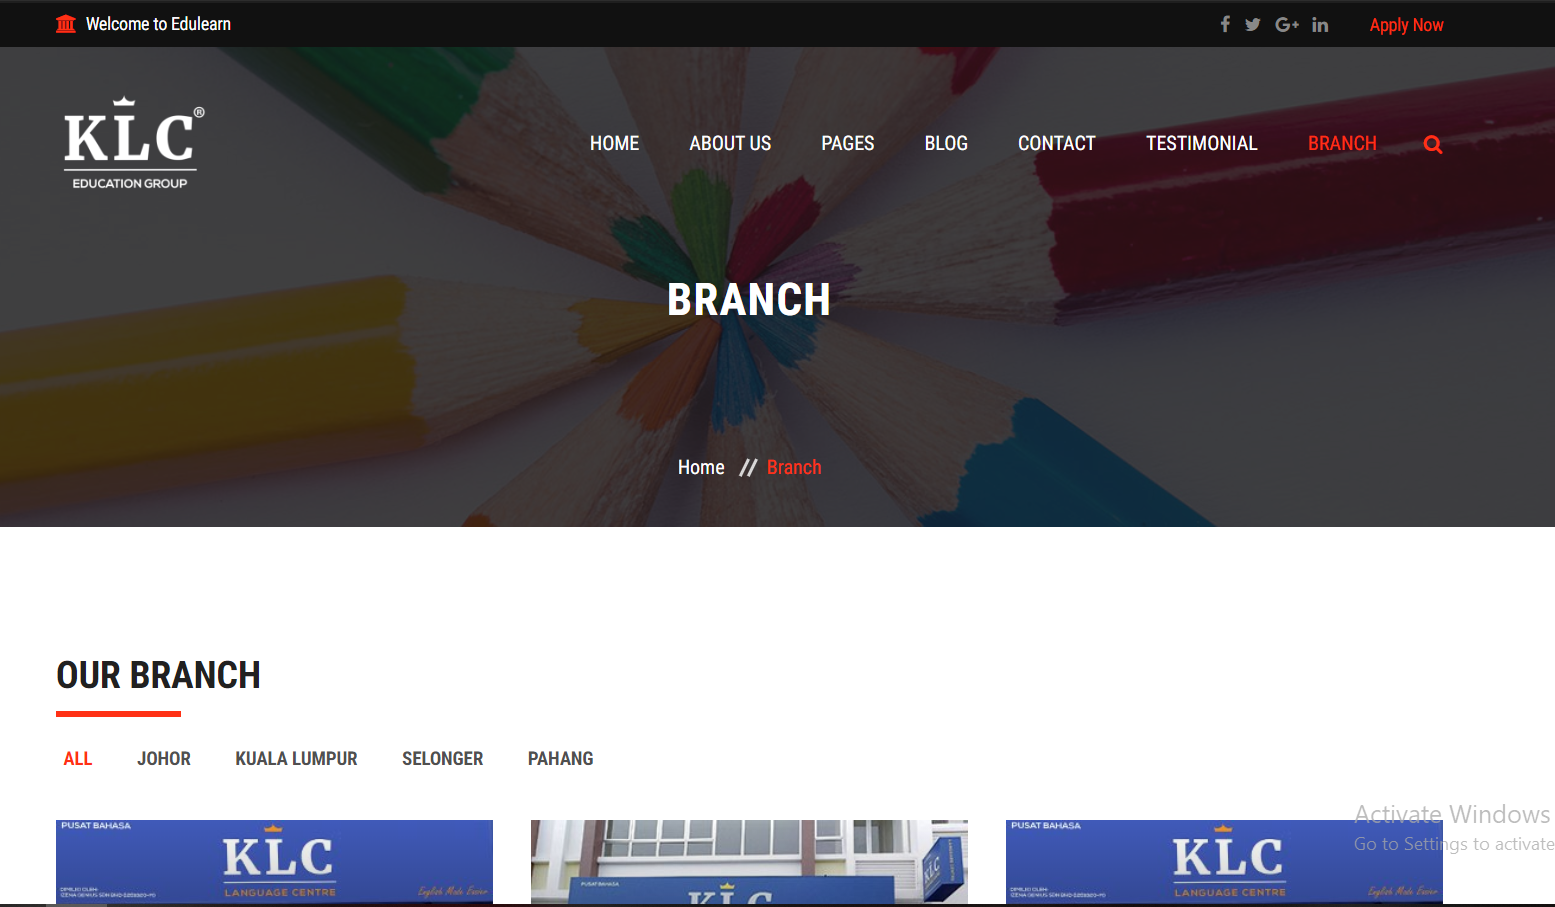 Welcome to Edulearn
Apply Now
KLC®
EDUCATION GROUP
HOME ABOUT US PAGES BLOG CONTACT TESTIMONIAL BRANCH
BRANCH
Home // Branch
OUR BRANCH
ALL JOHOR KUALA LUMPUR SELONGER PAHANG
PUSAT BAHASA
KLC
LANGUAGE CENTRE
English Made Easier
PUSAT BAHASA
KLC
KLC
PUSAT BAHASA
KLC
LANGUAGE CENTRE
English Made Easier
Activate Windows
Go to Settings to activate